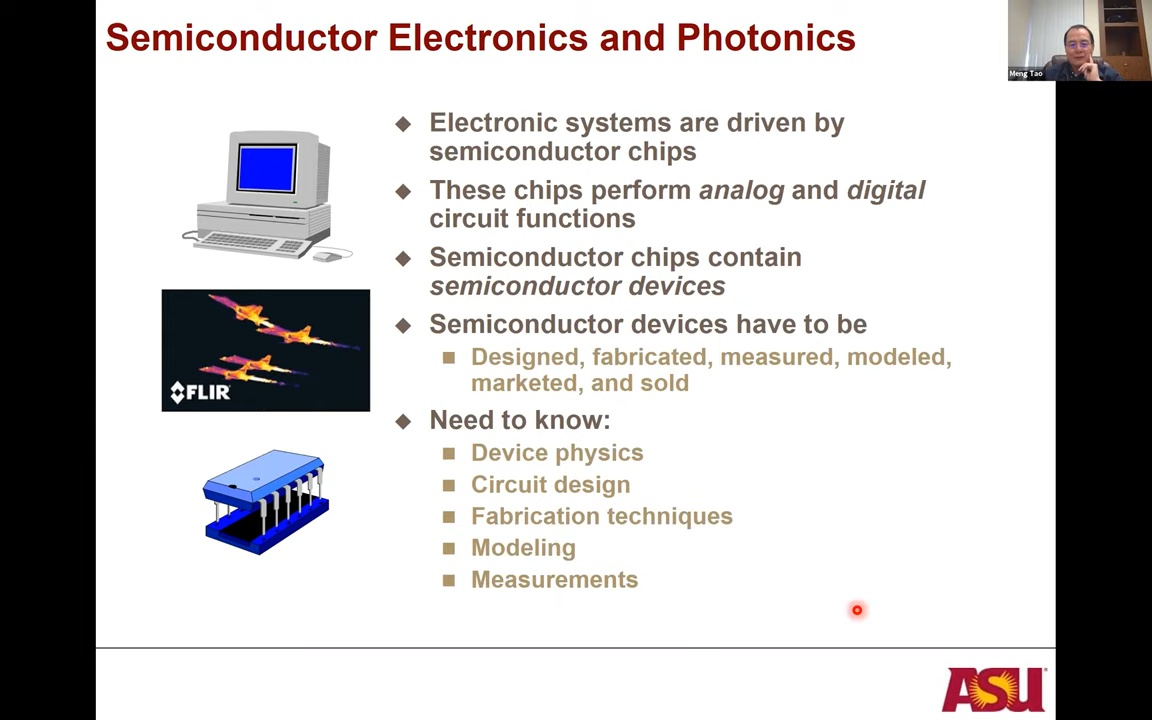 Semiconductor Electronics and Photonics
Meng Tao
Electronic systems are driven by
semiconductor chips
These chips perform analog and digital
circuit functions
Semiconductor chips contain
semiconductor devices
Semiconductor devices have to be
Designed, fabricated, measured, modeled,
marketed, and sold
Need to know:
Device physics
Circuit design
Fabrication techniques
Modeling
Measurements
FLIR
ASU